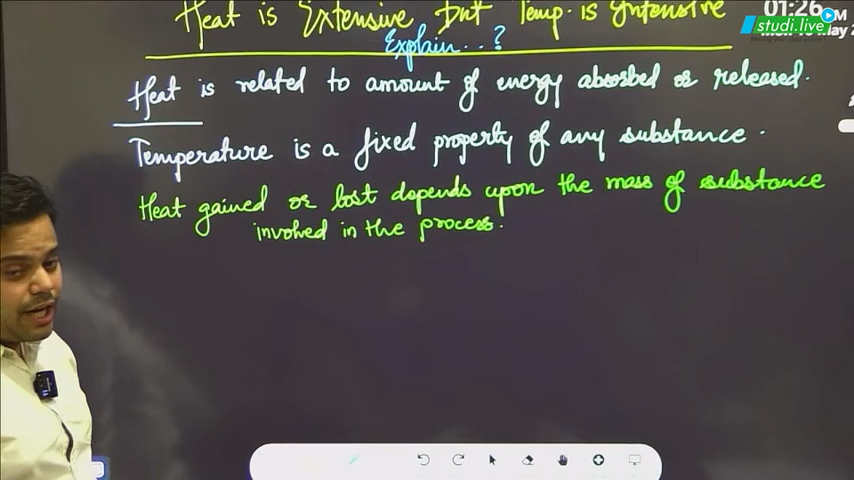 Heat is Extensive but Temp. is Intensive
Explain..?
Heat is related to amount of energy absorbed or released.
Temperature is a fixed property of any substance.
Heat gained or lost depends upon the mass of substance
involved in the process.
01:26
studi.live